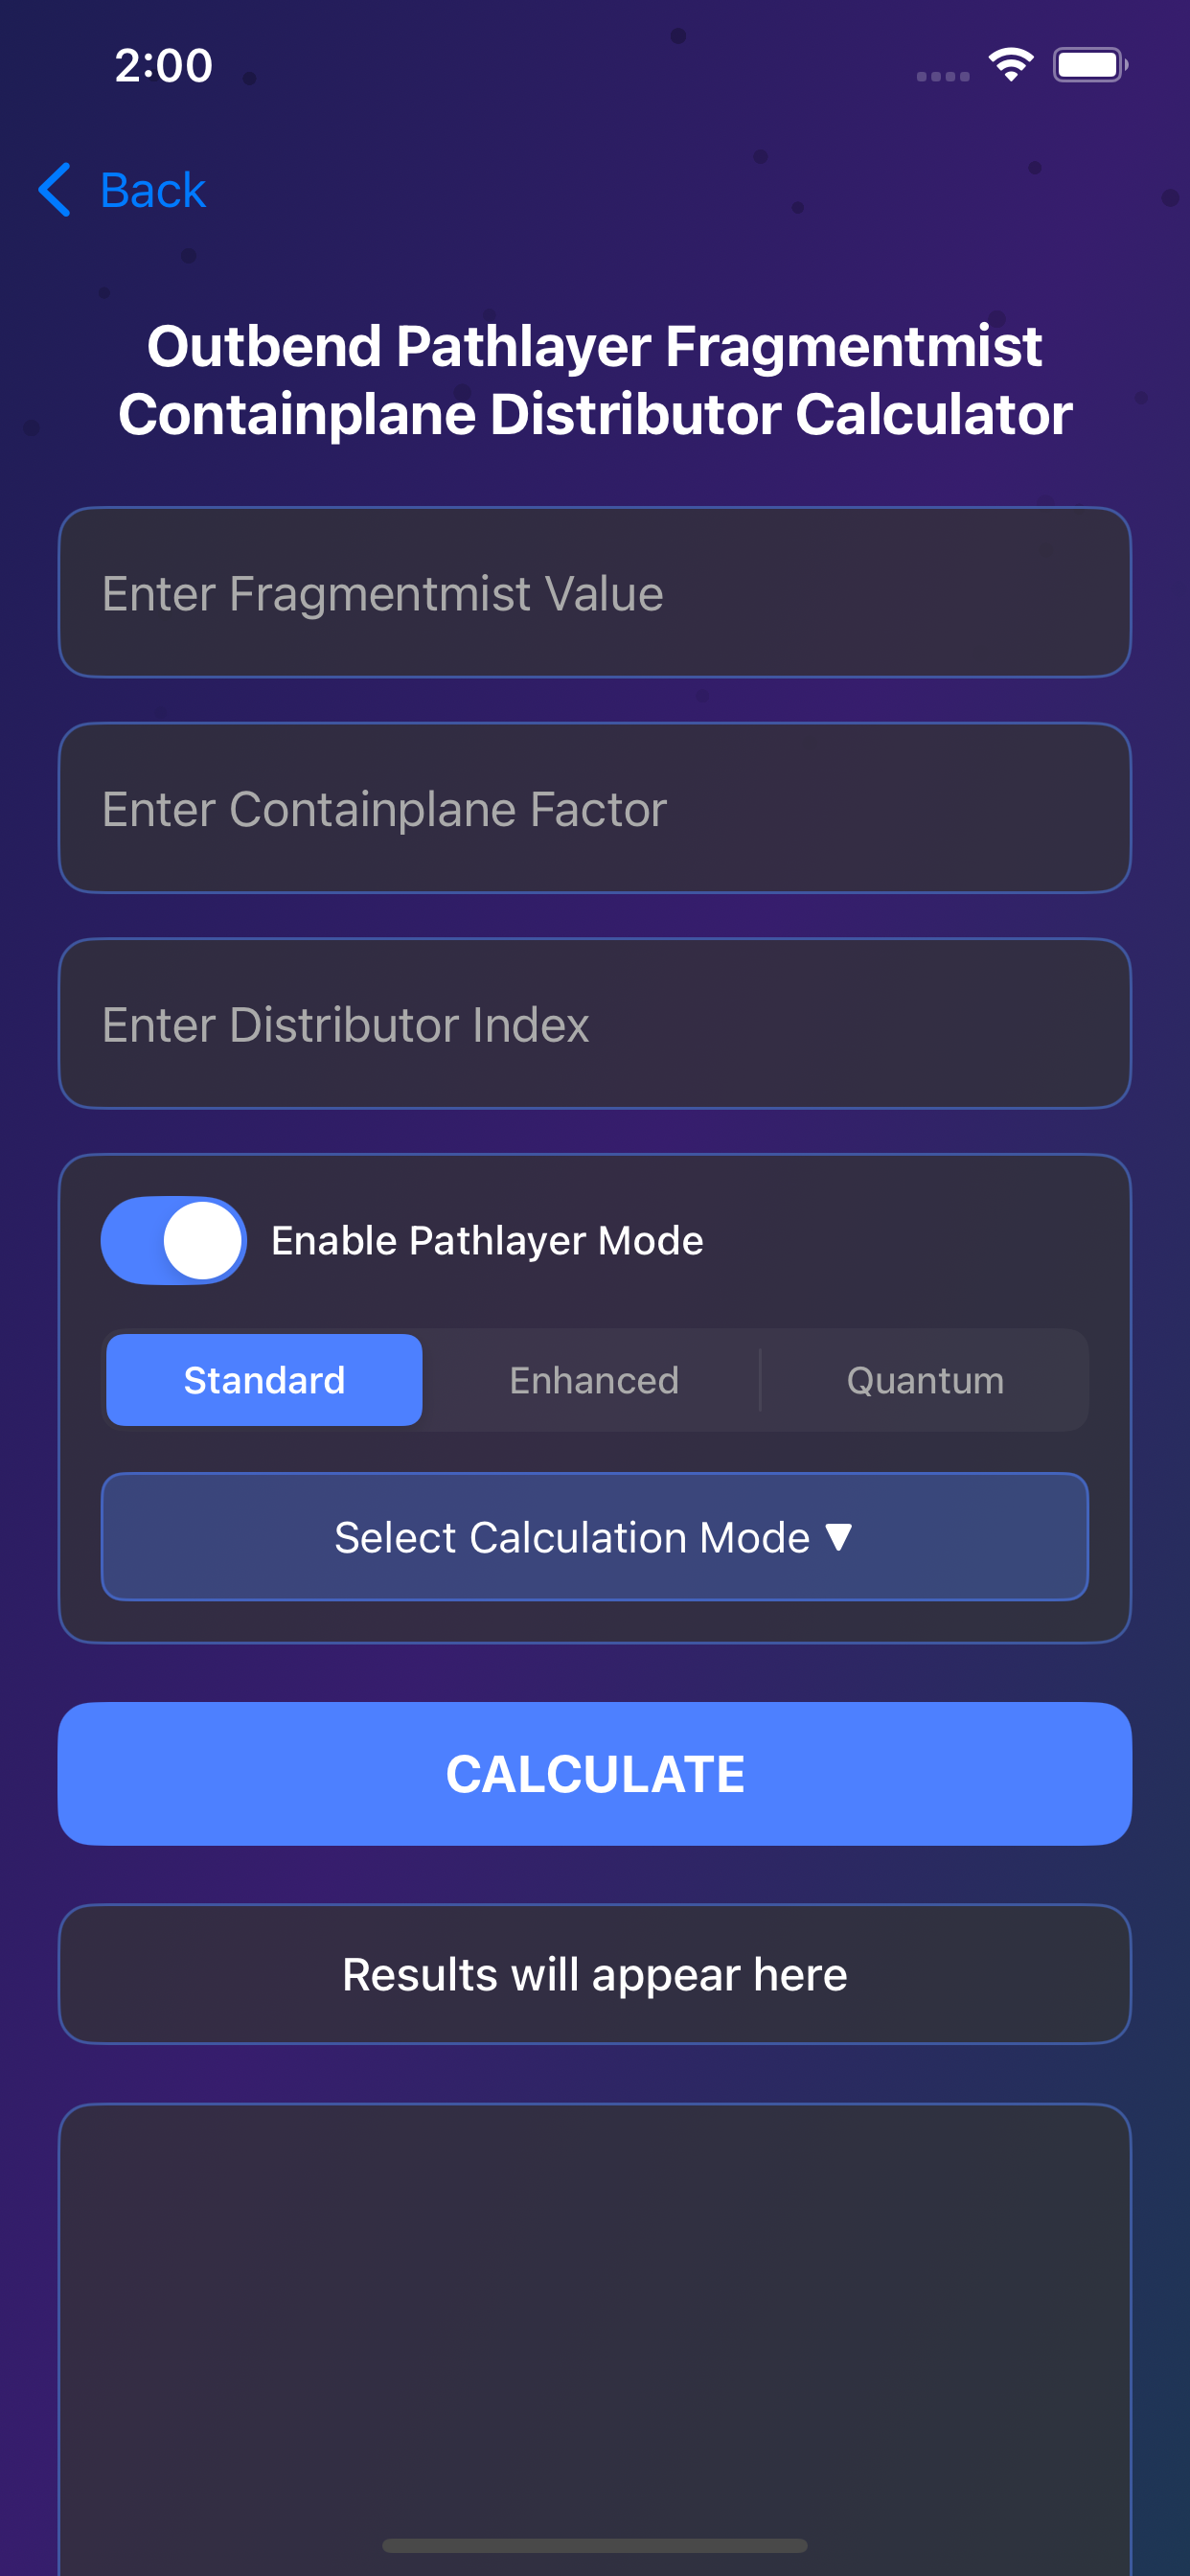 2:00
Back
Outbend Pathlayer Fragmentmist
Containplane Distributor Calculator
Enter Fragmentmist Value
Enter Containplane Factor
Enter Distributor Index
Enable Pathlayer Mode
Standard Enhanced Quantum
Select Calculation Mode ▼
CALCULATE
Results will appear here